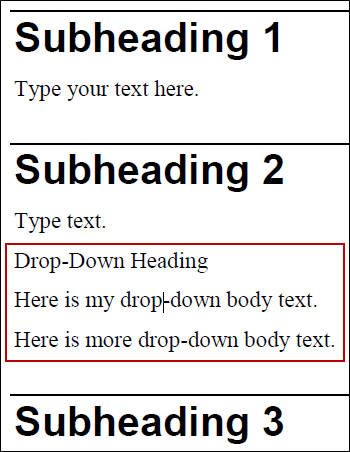 Subheading 1
Type your text here.
Subheading 2
Type text.
Drop-Down Heading
Here is my drop-down body text.
Here is more drop-down body text.
Subheading 3